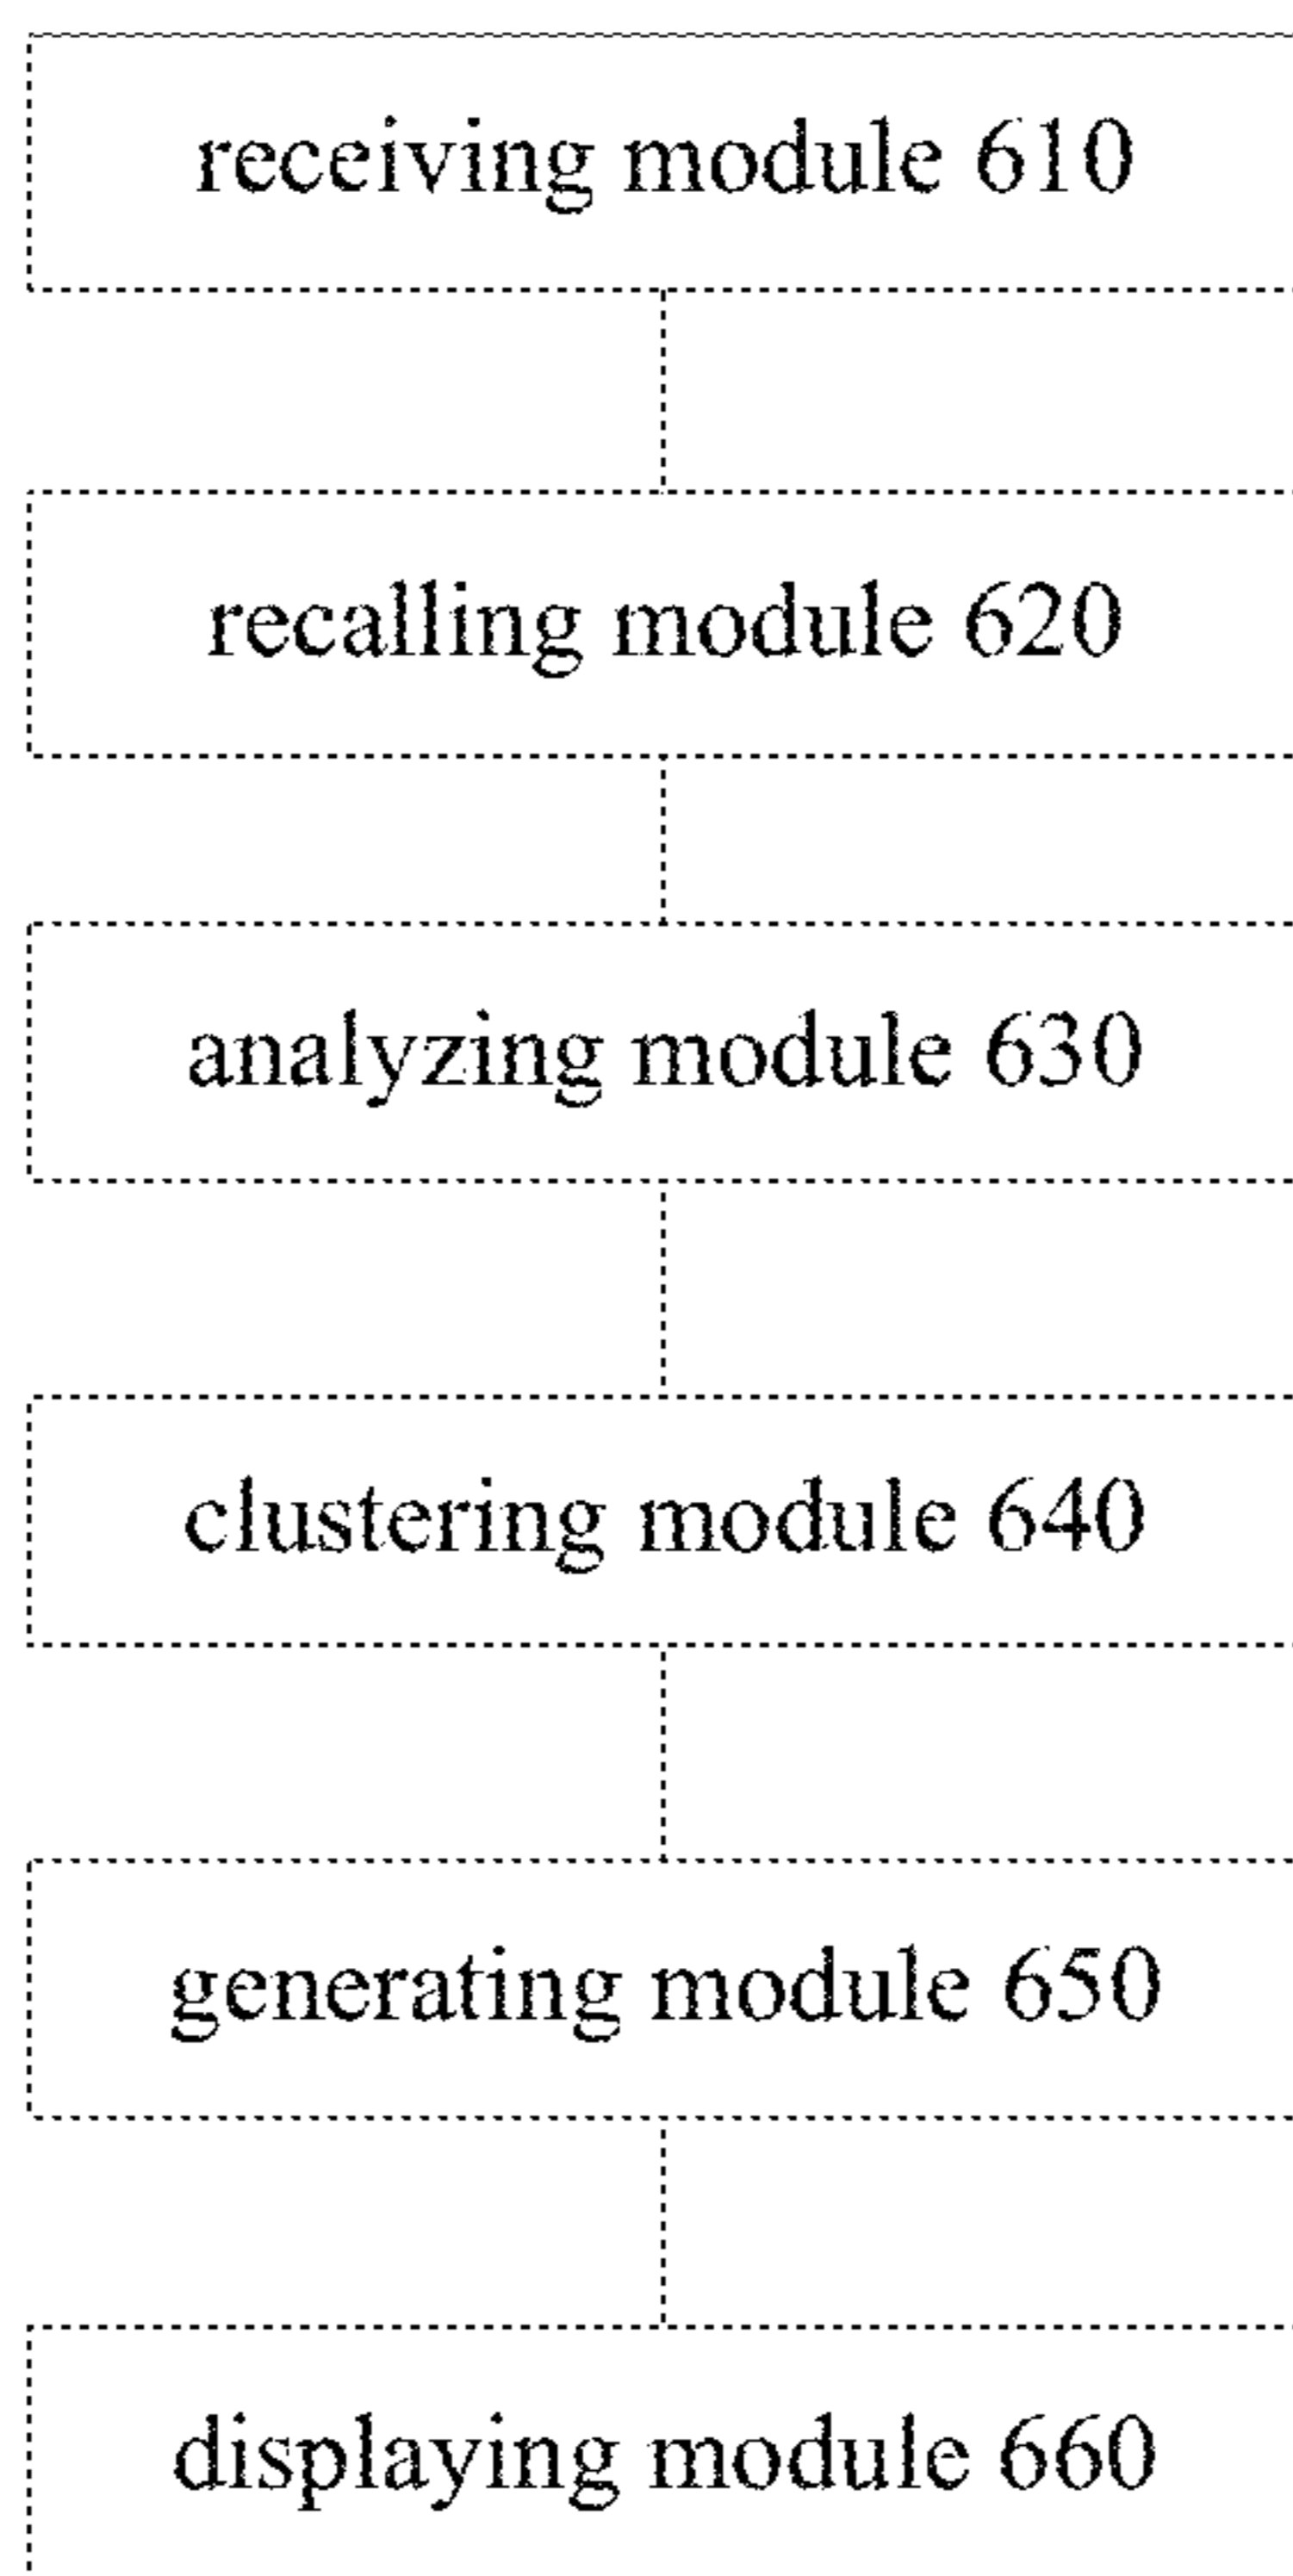 receiving module 610
recalling module 620
analyzing module 630
clustering module 640
generating module 650
displaying module 660